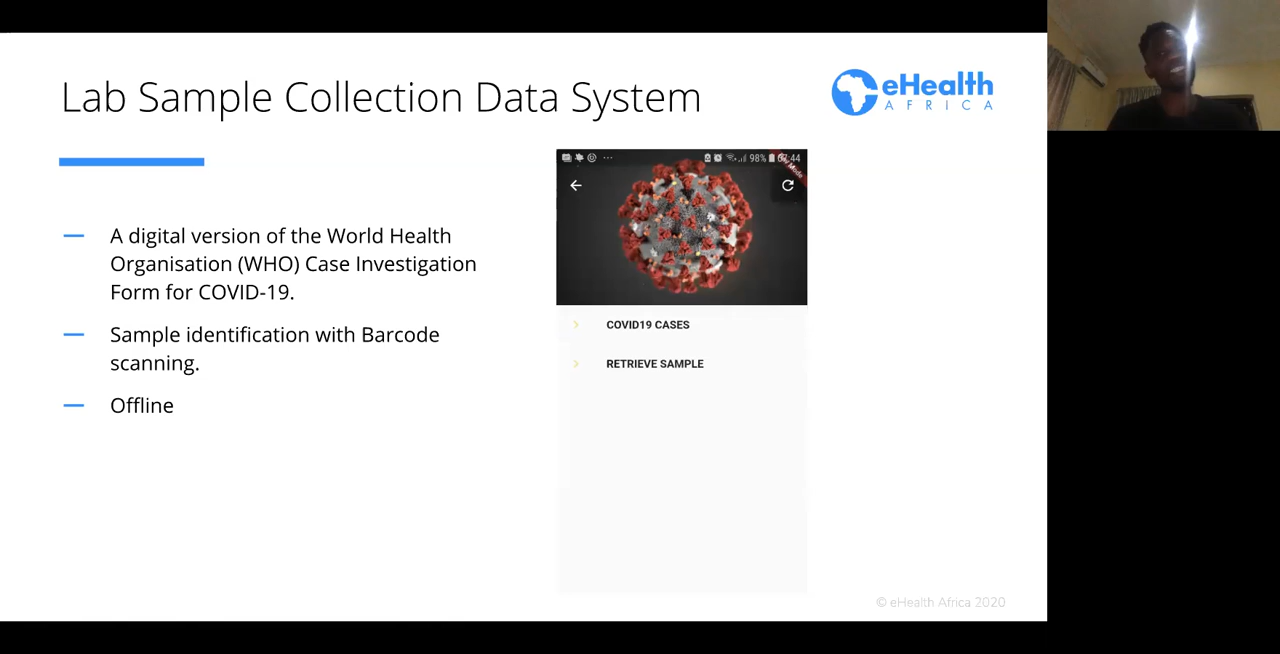 Lab Sample Collection Data System
eHealth
AFRICA
A digital version of the World Health
Organisation (WHO) Case Investigation
Form for COVID-19.
Sample identification with Barcode
scanning.
Offline
98%
COVID19 CASES
RETRIEVE SAMPLE
© eHealth Africa 2020